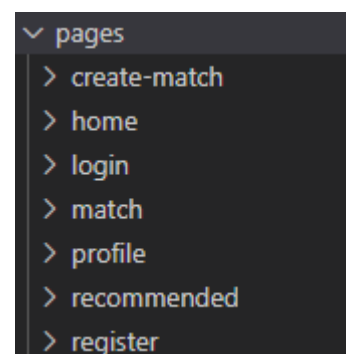 pages
create-match
home
login
match
profile
recommended
register